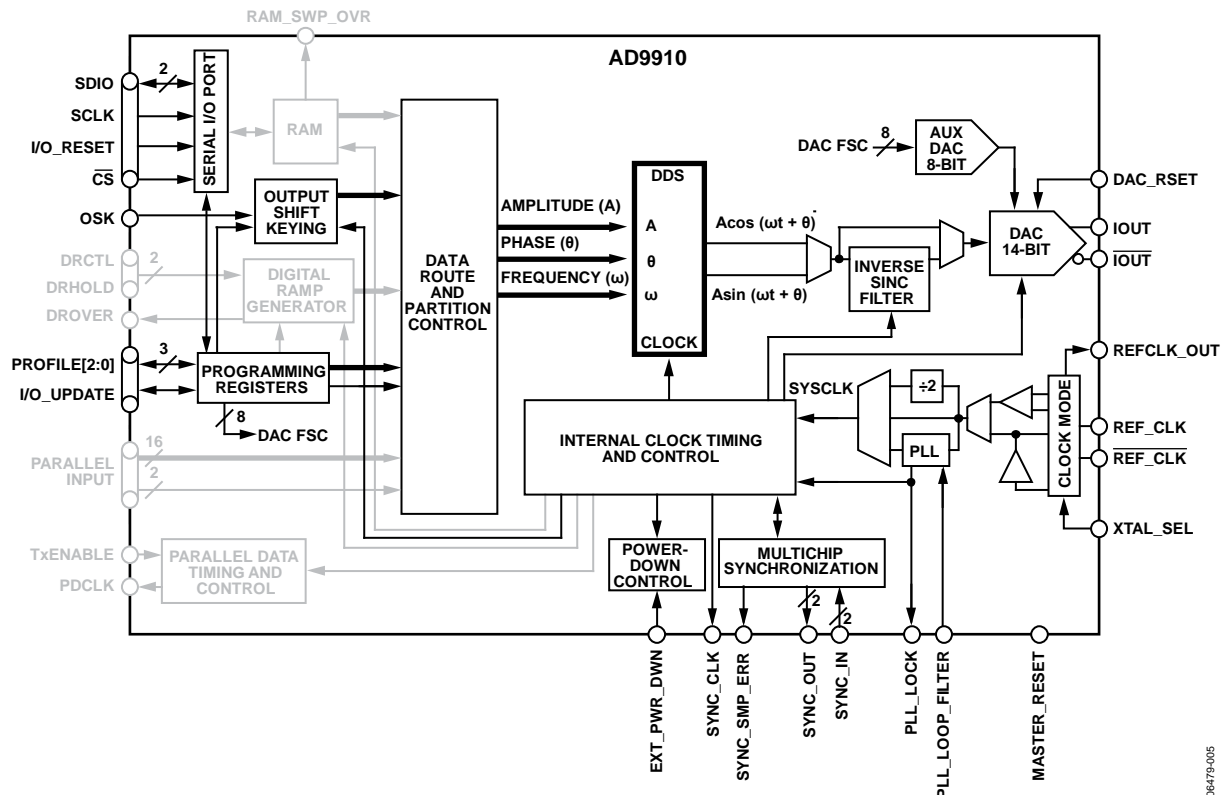 RAM_SWP_OVR
AD9910
SDIO
2
SCLK
I/O_RESET
CS
SERIAL I/O PORT
RAM
OSK
OUTPUT
SHIFT
KEYING
DRCTL
2
DRHOLD
DROVER
DIGITAL
RAMP
GENERATOR
PROFILE[2:0]
3
I/O_UPDATE
PROGRAMMING
REGISTERS
8
DAC FSC
PARALLEL
INPUT
16
2
TxENABLE
PDCLK
PARALLEL DATA
TIMING AND
CONTROL
DATA
ROUTE
AND
PARTITION
CONTROL
AMPLITUDE (A)
PHASE (θ)
FREQUENCY (ω)
DDS
A
θ
ω
CLOCK
Acos (ωt + θ)
Asin (ωt + θ)
INVERSE
SINC
FILTER
DAC FSC
8
AUX
DAC
8-BIT
DAC
14-BIT
DAC_RSET
IOUT
IOUT
REFCLK_OUT
REF_CLK
REF_CLK
XTAL_SEL
CLOCK MODE
SYSCLK
÷2
PLL
INTERNAL CLOCK TIMING
AND CONTROL
POWER-
DOWN
CONTROL
MULTICHIP
SYNCHRONIZATION
2
2
EXT_PWR_DWN
SYNC_CLK
SYNC_SMP_ERR
SYNC_OUT
SYNC_IN
PLL_LOCK
PLL_LOOP_FILTER
MASTER_RESET
06479-005